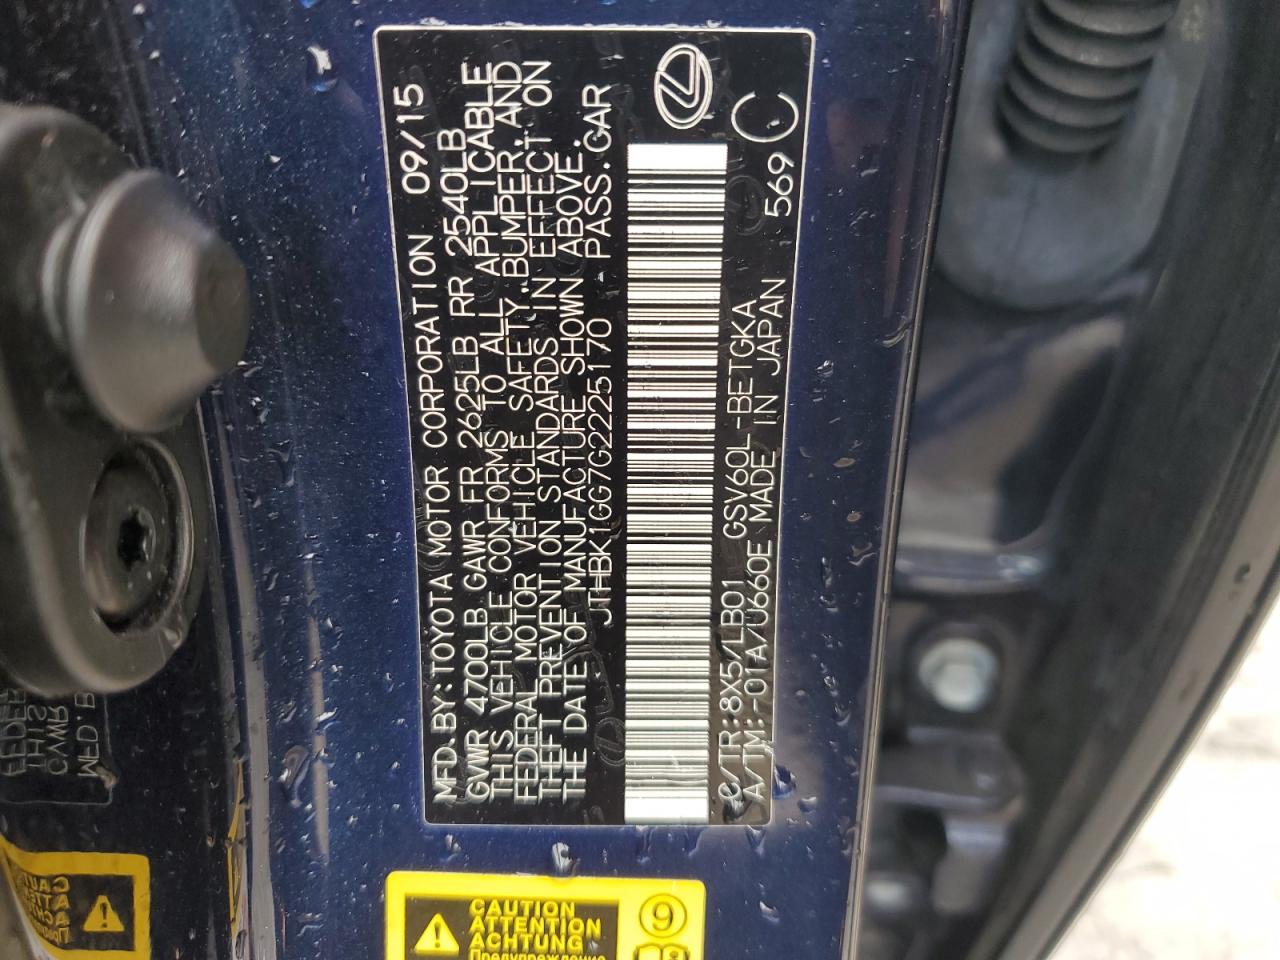 MFD.BY:TOYOTA MOTOR CORPORATION 09/15
GVWR 4700LB GAWR FR 2625LB RR 2540LB
THIS VEHICLE CONFORMS TO ALL APPLICABLE
FEDERAL MOTOR VEHICLE SAFETY,BUMPER,AND
THEFT PREVENTION STANDARDS IN EFFECT ON
THE DATE OF MANUFACTURE SHOWN ABOVE.
JTHBK1GG7G2225170 PASS.CAR
C/TR:8X5/LB01 GSV60L-BETGKA
A/TM:-01A/U660E MADE IN JAPAN 569 C
CAUTION
ATTENTION
ACHTUNG
Предупреждение
9